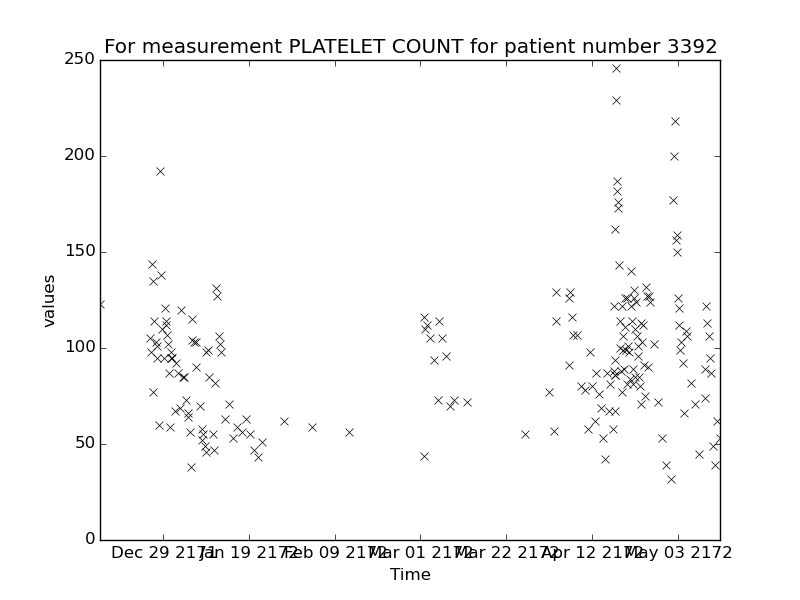 For measurement PLATELET COUNT for patient number 3392
250
200
150
100
50
0
values
Dec 29 2171
Jan 19 2172
Feb 09 2172
Mar 01 2172
Mar 22 2172
Apr 12 2172
May 03 2172
Time